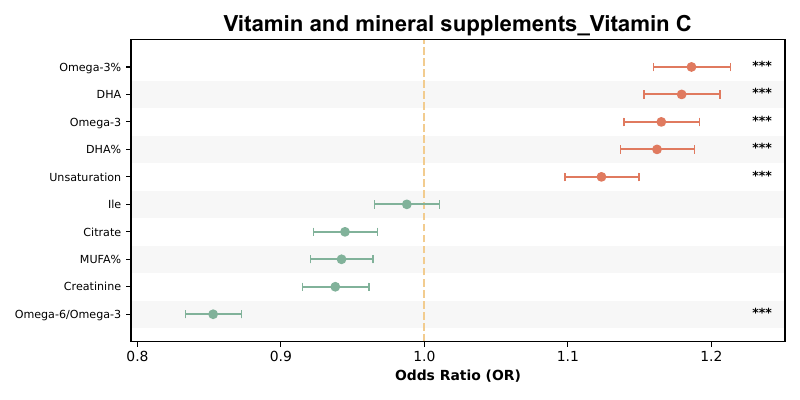 Vitamin and mineral supplements_Vitamin C
Omega-3% ***
DHA ***
Omega-3 ***
DHA% ***
Unsaturation ***
Ile
Citrate
MUFA%
Creatinine
Omega-6/Omega-3 ***
0.8 0.9 1.0 1.1 1.2
Odds Ratio (OR)